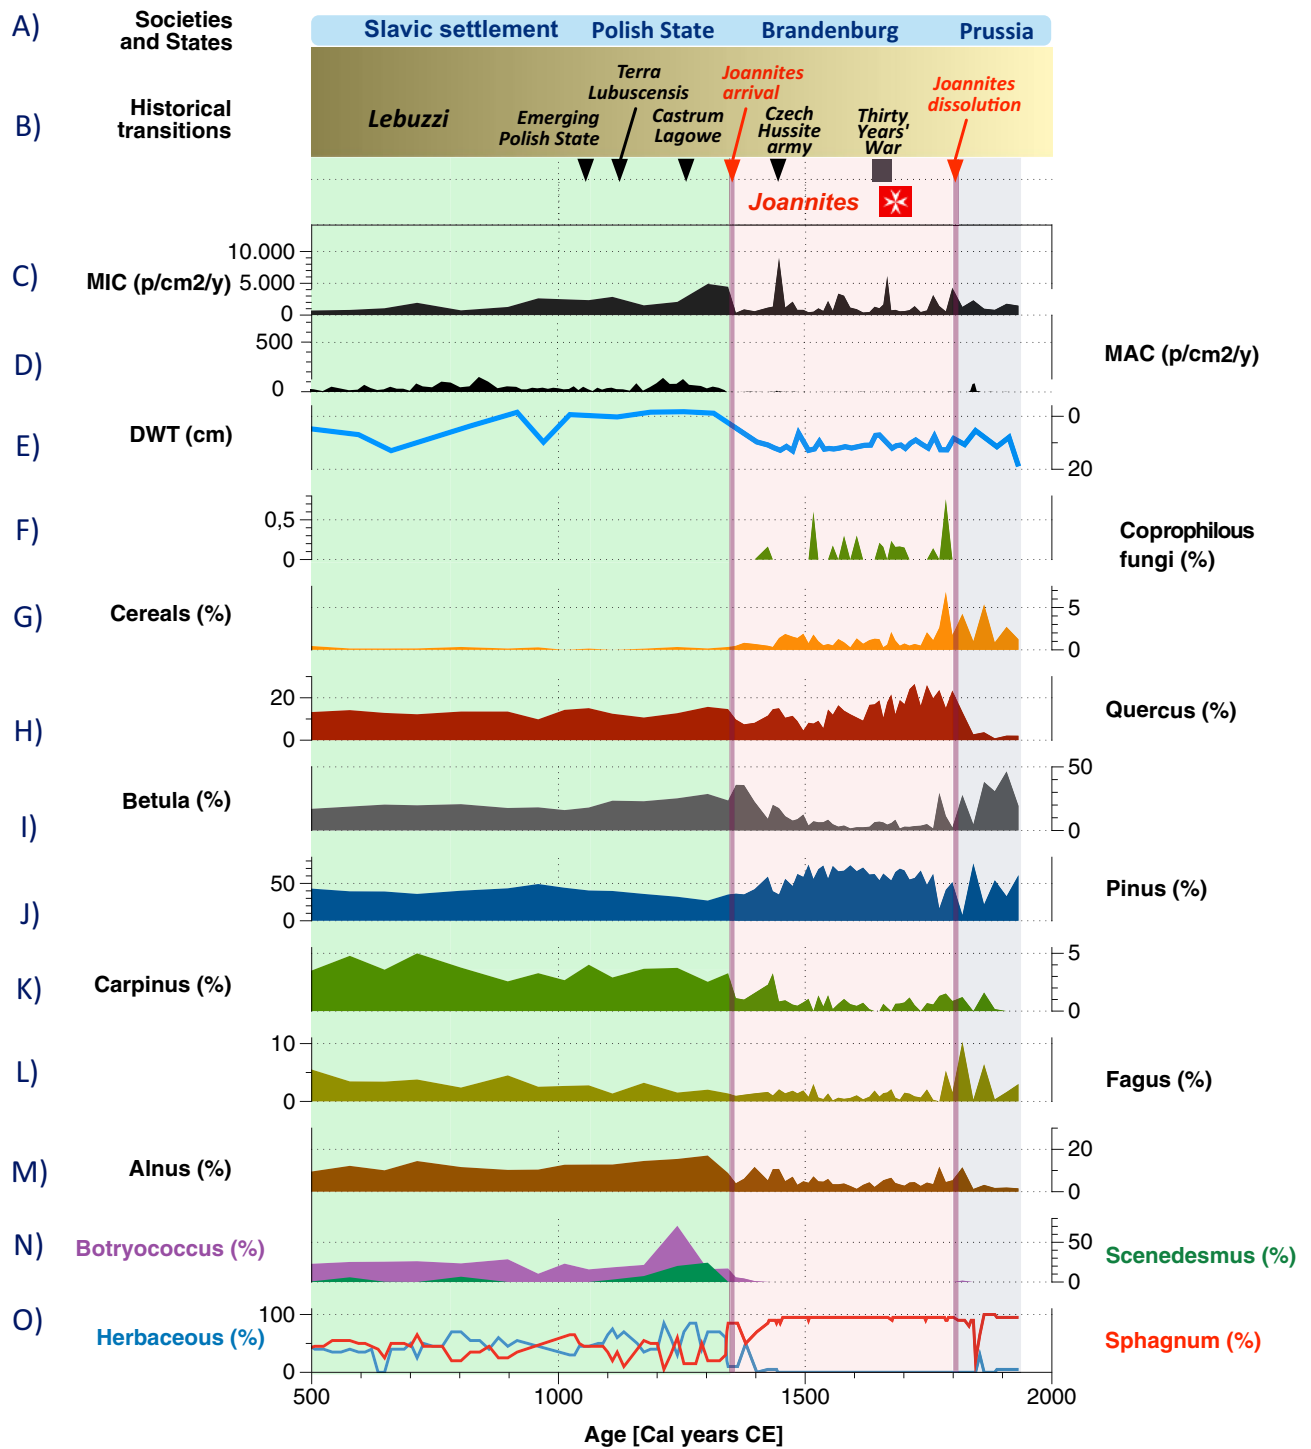 A)
Societies
and States
Slavic settlement
Polish State
Brandenburg
Prussia
B)
Historical
transitions
Lebuzzi
Emerging
Polish State
Terra
Lubuscensis
Castrum
Lagowe
Joannites
arrival
Czech
Hussite
army
Thirty
Years'
War
Joannites
dissolution
Joannites
C)
MIC (p/cm2/y)
10.000
5.000
0
D)
500
0
MAC (p/cm2/y)
E)
DWT (cm)
0
20
F)
0,5
0
Coprophilous
fungi (%)
G)
Cereals (%)
5
0
H)
20
0
Quercus (%)
I)
Betula (%)
50
0
J)
50
0
Pinus (%)
K)
Carpinus (%)
5
0
L)
10
0
Fagus (%)
M)
Alnus (%)
20
0
N)
Botryococcus (%)
50
0
Scenedesmus (%)
O)
Herbaceous (%)
100
0
Sphagnum (%)
500
1000
1500
2000
Age [Cal years CE]